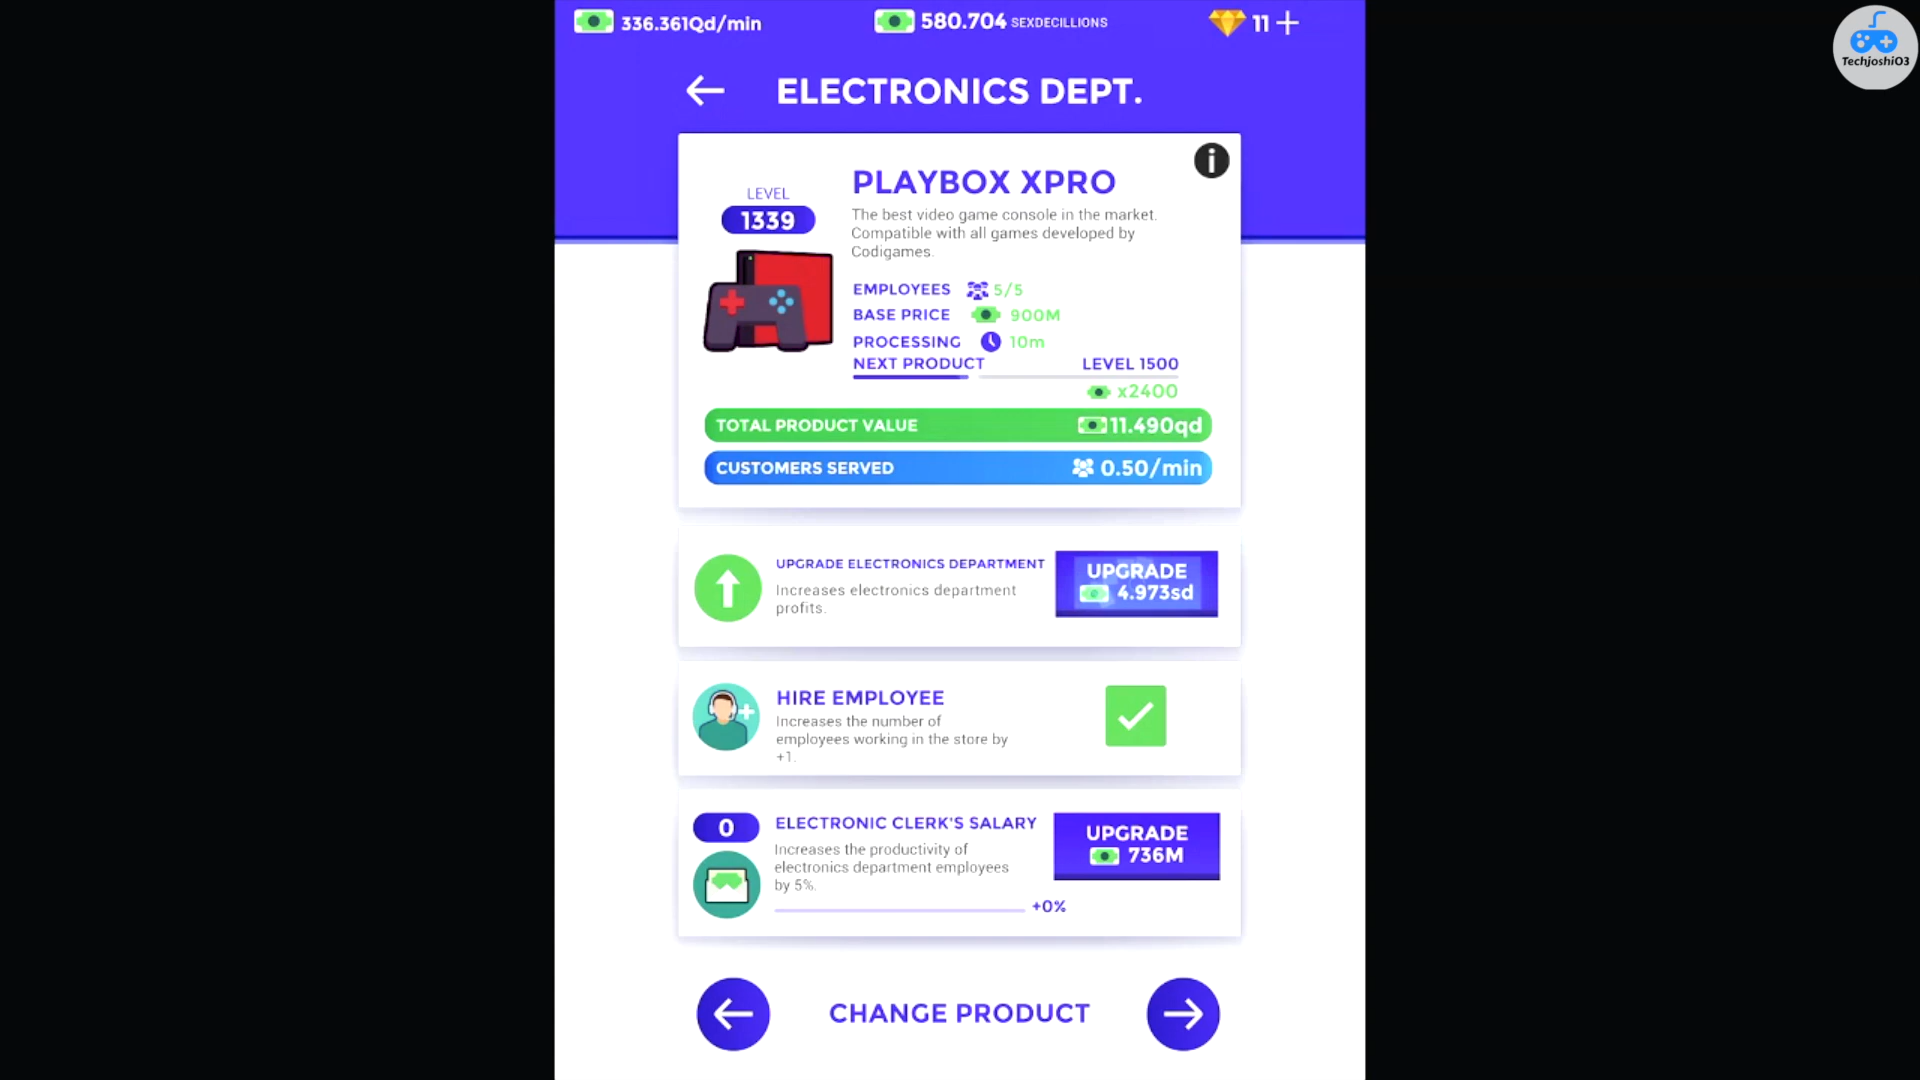 336.361Qd/min
580.704 SEXDECILLIONS
11
Techjoshi03
ELECTRONICS DEPT.
LEVEL
1339
PLAYBOX XPRO
The best video game console in the market.
Compatible with all games developed by
Codigames.
EMPLOYEES 5/5
BASE PRICE 900M
PROCESSING 10m
NEXT PRODUCT LEVEL 1500
x2400
TOTAL PRODUCT VALUE 11.490qd
CUSTOMERS SERVED 0.50/min
UPGRADE ELECTRONICS DEPARTMENT
Increases electronics department
profits.
UPGRADE
4.973sd
HIRE EMPLOYEE
Increases the number of
employees working in the store by
+1.
0
ELECTRONIC CLERK'S SALARY
Increases the productivity of
electronics department employees
by 5%.
+0%
UPGRADE
736M
CHANGE PRODUCT